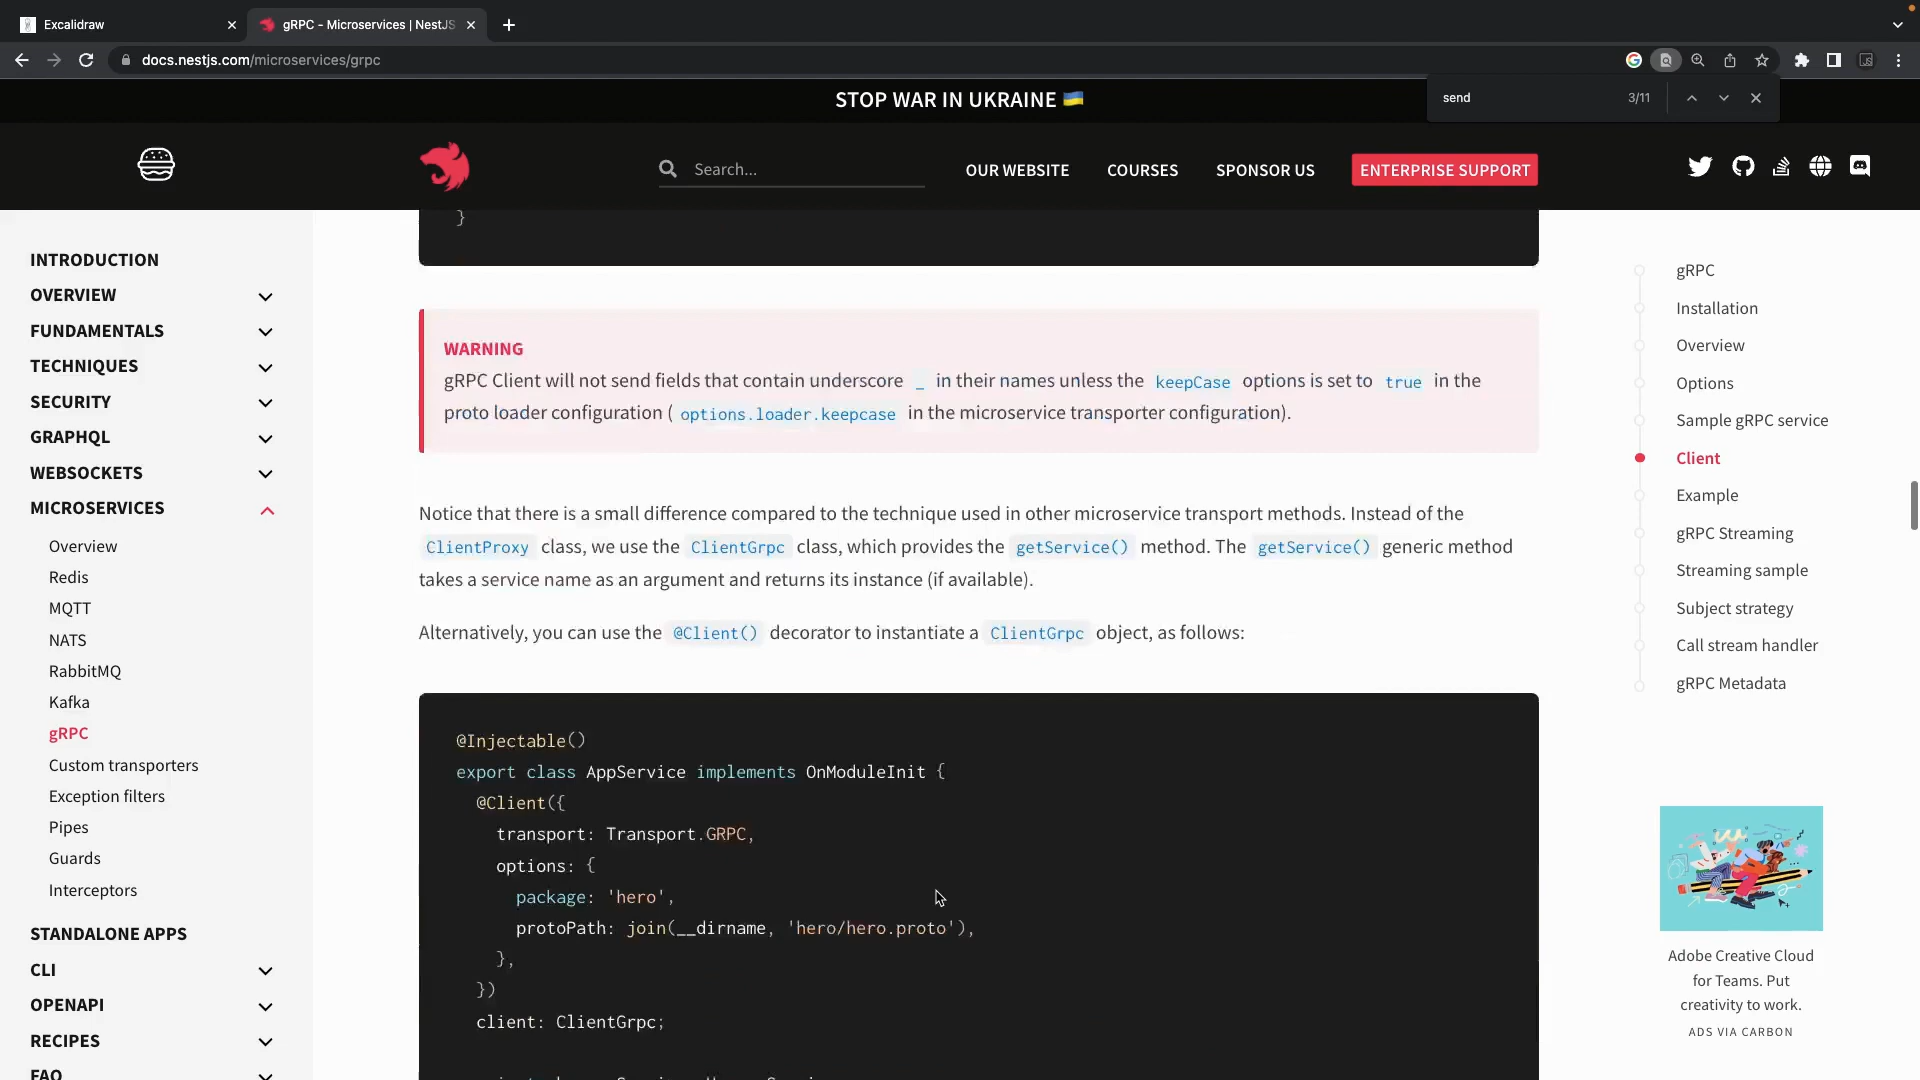 Excalidraw
gRPC - Microservices | NestJS
docs.nestjs.com/microservices/grpc
STOP WAR IN UKRAINE 🇺🇦
send
3/11
Search...
OUR WEBSITE
COURSES
SPONSOR US
ENTERPRISE SUPPORT
INTRODUCTION
OVERVIEW
FUNDAMENTALS
TECHNIQUES
SECURITY
GRAPHQL
WEBSOCKETS
MICROSERVICES
Overview
Redis
MQTT
NATS
RabbitMQ
Kafka
gRPC
Custom transporters
Exception filters
Pipes
Guards
Interceptors
STANDALONE APPS
CLI
OPENAPI
RECIPES
FAQ
}
WARNING
gRPC Client will not send fields that contain underscore _ in their names unless the keepCase options is set to true in the
proto loader configuration ( options.loader.keepcase in the microservice transporter configuration).
Notice that there is a small difference compared to the technique used in other microservice transport methods. Instead of the
ClientProxy class, we use the ClientGrpc class, which provides the getService() method. The getService() generic method
takes a service name as an argument and returns its instance (if available).
Alternatively, you can use the @Client() decorator to instantiate a ClientGrpc object, as follows:
@Injectable()
export class AppService implements OnModuleInit {
@Client({
transport: Transport.GRPC,
options: {
package: 'hero',
protoPath: join(__dirname, 'hero/hero.proto'),
},
})
client: ClientGrpc;
gRPC
Installation
Overview
Options
Sample gRPC service
Client
Example
gRPC Streaming
Streaming sample
Subject strategy
Call stream handler
gRPC Metadata
Adobe Creative Cloud
for Teams. Put
creativity to work.
ADS VIA CARBON